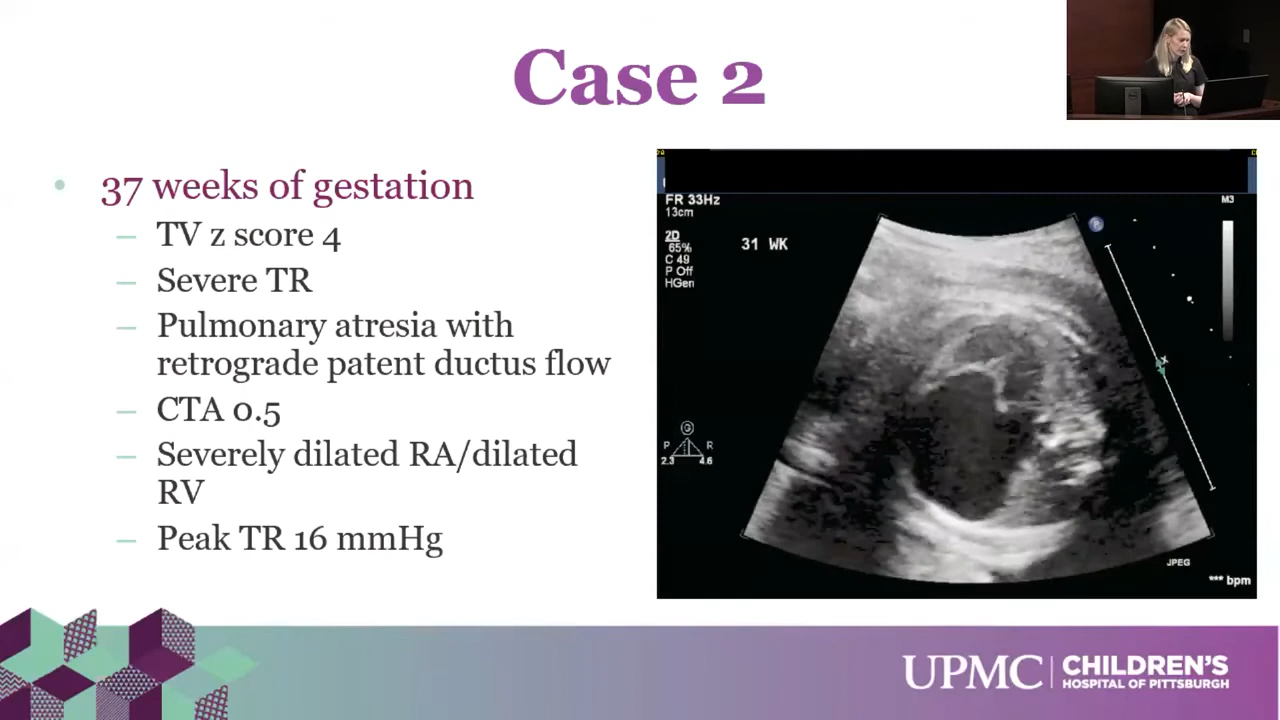 Case 2
• 37 weeks of gestation
– TV z score 4
– Severe TR
– Pulmonary atresia with
retrograde patent ductus flow
– CTA 0.5
– Severely dilated RA/dilated
RV
– Peak TR 16 mmHg
FR 33Hz
13cm
2D
65%
C 49
P Off
HGen
31 WK
M3
P
G
P R
2.3 4.6
x
JPEG
*** bpm
UPMC CHILDREN'S
HOSPITAL OF PITTSBURGH